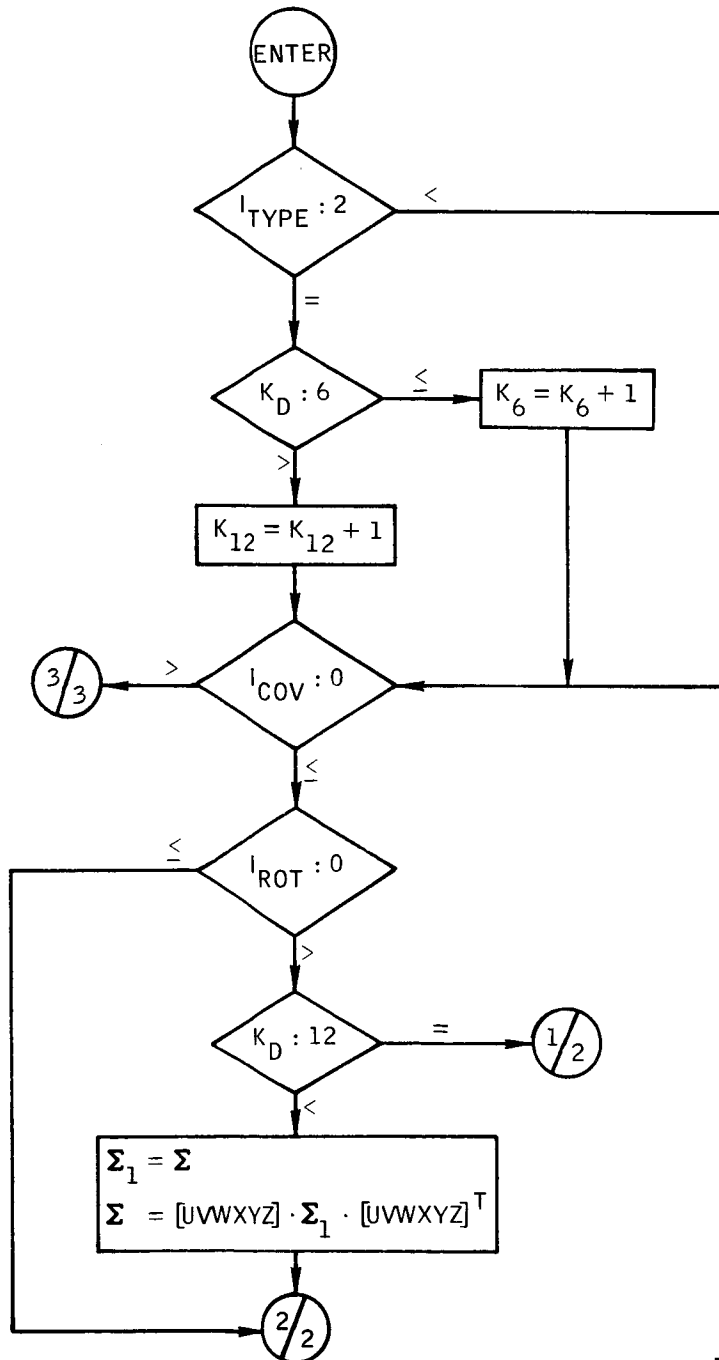 ENTER
I_TYPE : 2
<
=
K_D : 6
≤
K_6 = K_6 + 1
>
K_12 = K_12 + 1
3/3
>
I_COV : 0
≤
≤
I_ROT : 0
>
K_D : 12
=
1/2
<
Σ_1 = Σ
Σ = [UVWXYZ] · Σ_1 · [UVWXYZ]^T
2/2